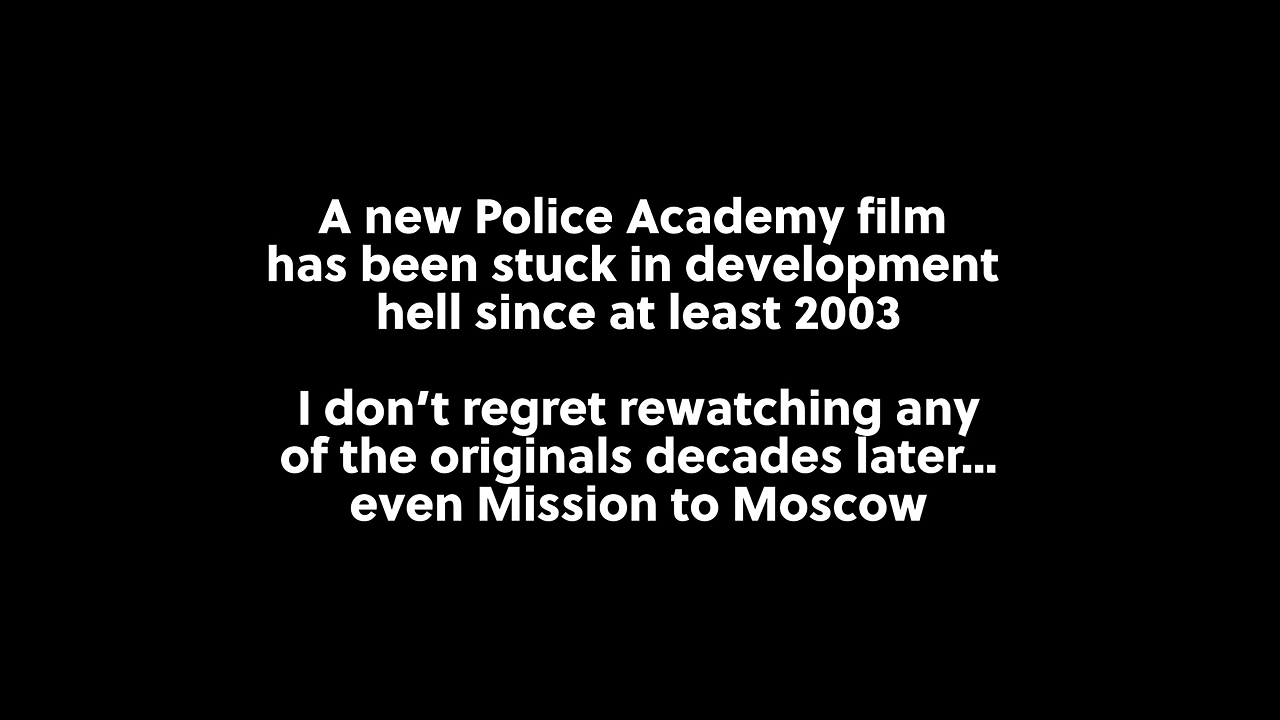 A new Police Academy film
has been stuck in development
hell since at least 2003
I don’t regret rewatching any
of the originals decades later...
even Mission to Moscow